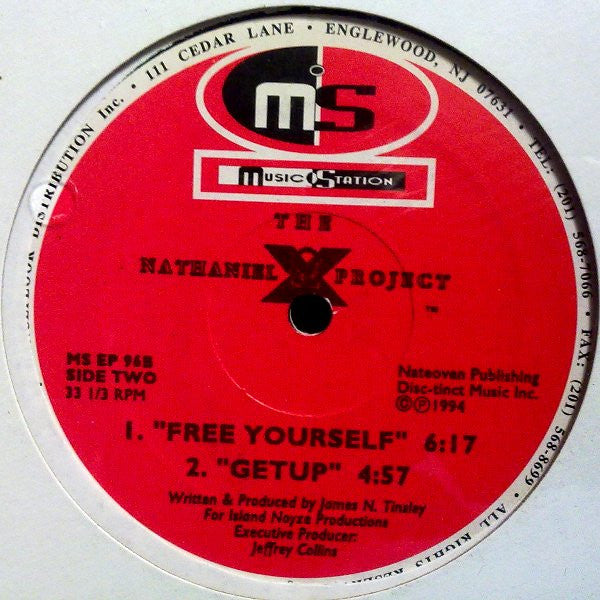 DISTRIBUTION Inc. • 111 CEDAR LANE • ENGLEWOOD, NJ 07631 • TEL: (201) 568-7066 • FAX: (201) 568-8699 • ALL RIGHTS
ms
MUSIC STATION
THE
NATHANIEL X PROJECT
™
MS EP 96B
SIDE TWO
33 1/3 RPM
Nateovan Publishing
Disc-tinct Music Inc.
©℗1994
1. "FREE YOURSELF" 6:17
2. "GETUP" 4:57
Written & Produced by James N. Tinsley
For Island Noyze Productions
Executive Producer:
Jeffrey Collins